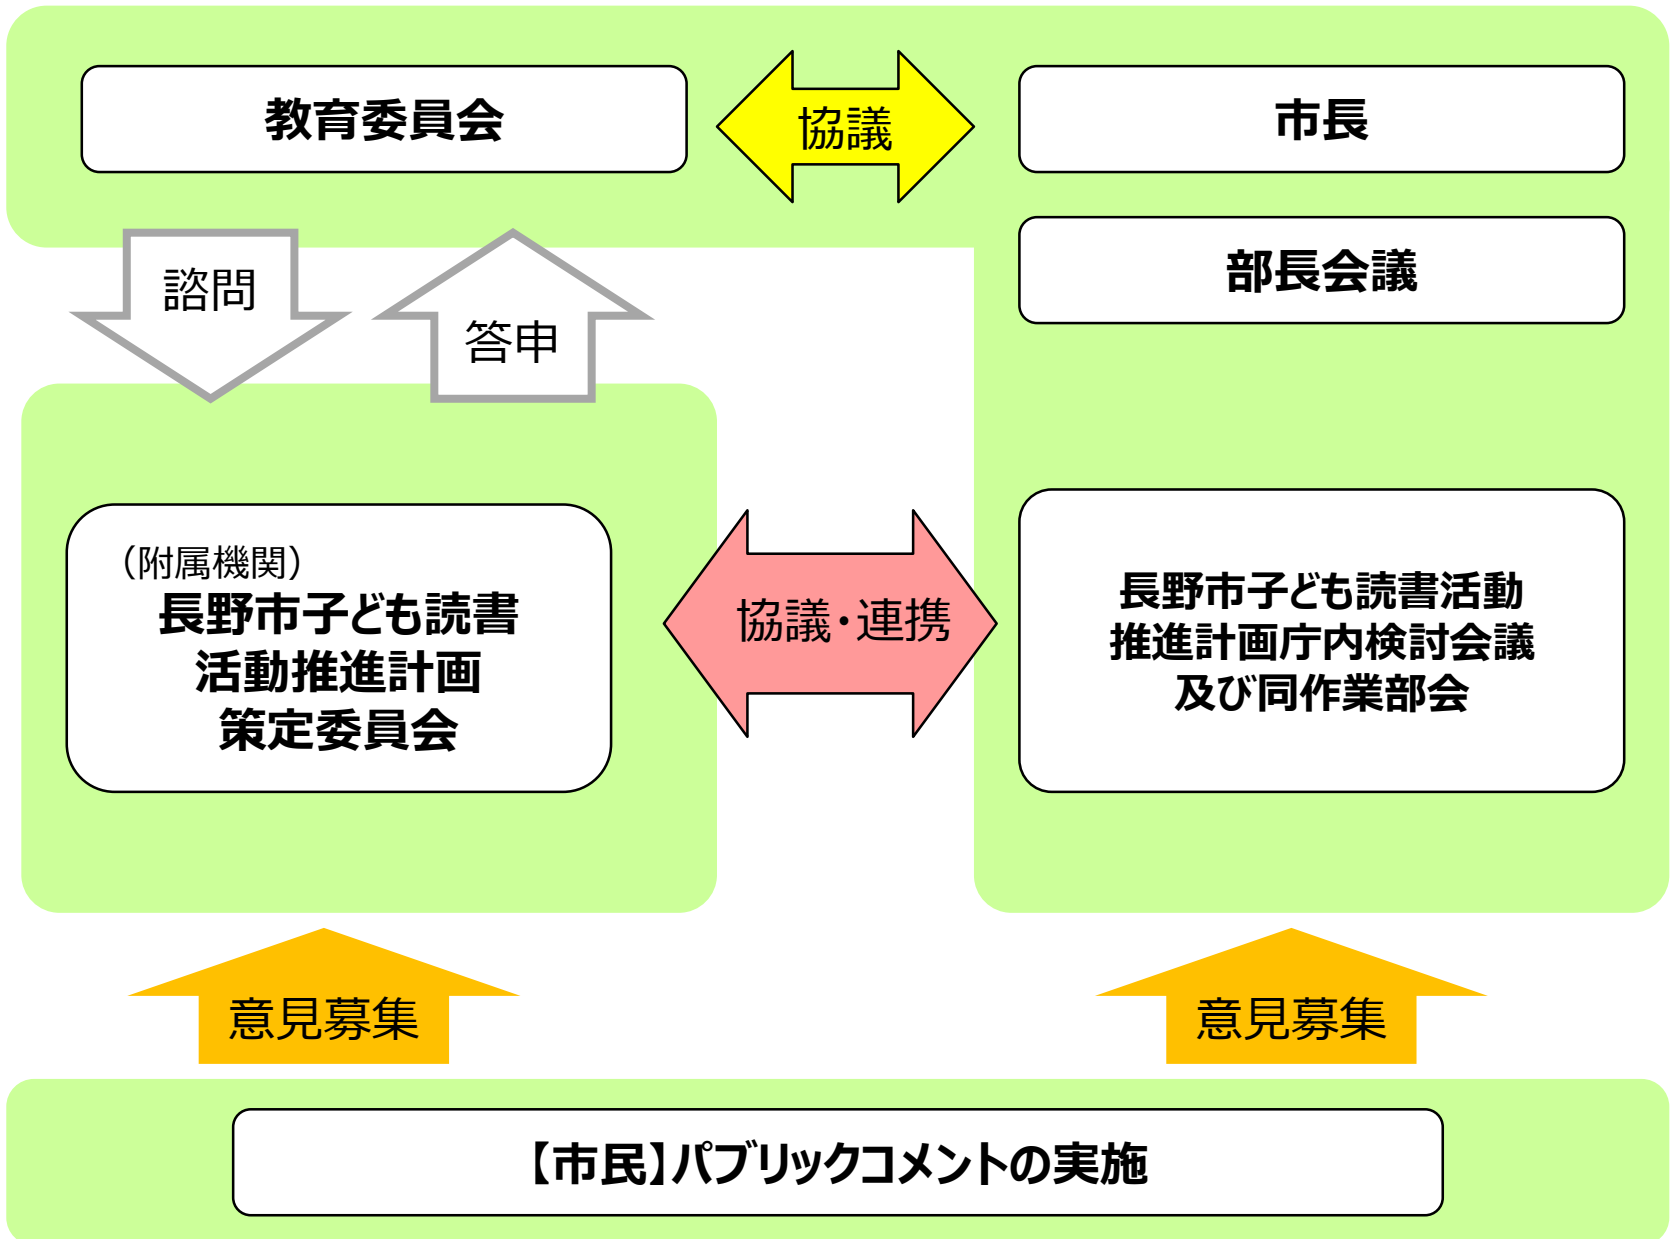 教育委員会
協議
市長
部長会議
諮問
答申
（附属機関）
長野市子ども読書
活動推進計画
策定委員会
協議・連携
長野市子ども読書活動
推進計画庁内検討会議
及び同作業部会
意見募集
意見募集
【市民】パブリックコメントの実施